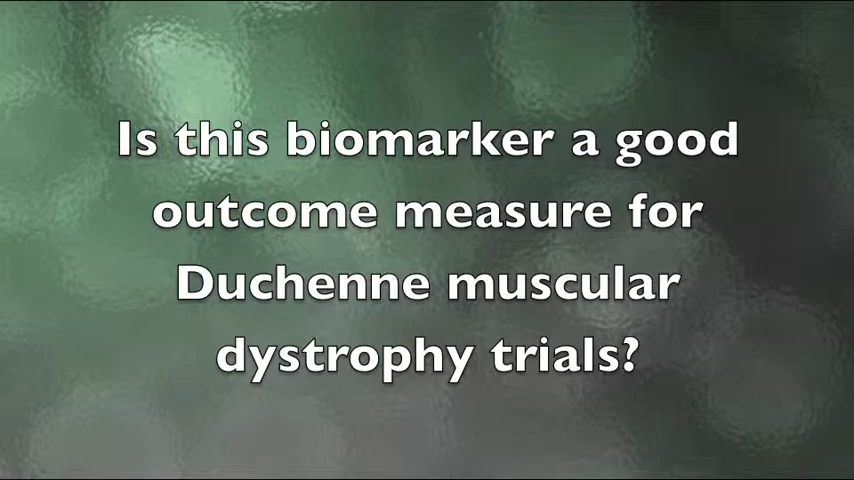 Is this biomarker a good
outcome measure for
Duchenne muscular
dystrophy trials?